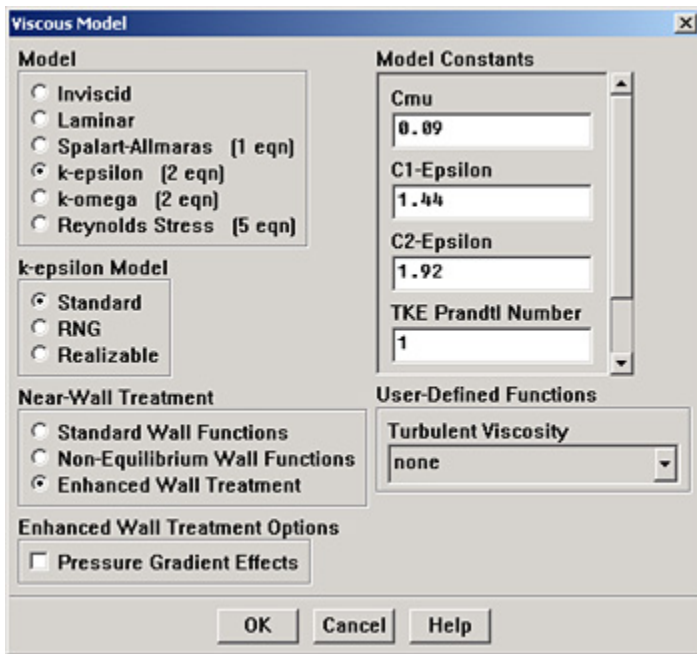 Viscous Model
Model
Inviscid
Laminar
Spalart-Allmaras (1 eqn)
k-epsilon (2 eqn)
k-omega (2 eqn)
Reynolds Stress (5 eqn)
k-epsilon Model
Standard
RNG
Realizable
Near-Wall Treatment
Standard Wall Functions
Non-Equilibrium Wall Functions
Enhanced Wall Treatment
Enhanced Wall Treatment Options
Pressure Gradient Effects
Model Constants
Cmu
0.09
C1-Epsilon
1.44
C2-Epsilon
1.92
TKE Prandtl Number
1
User-Defined Functions
Turbulent Viscosity
none
OK Cancel Help